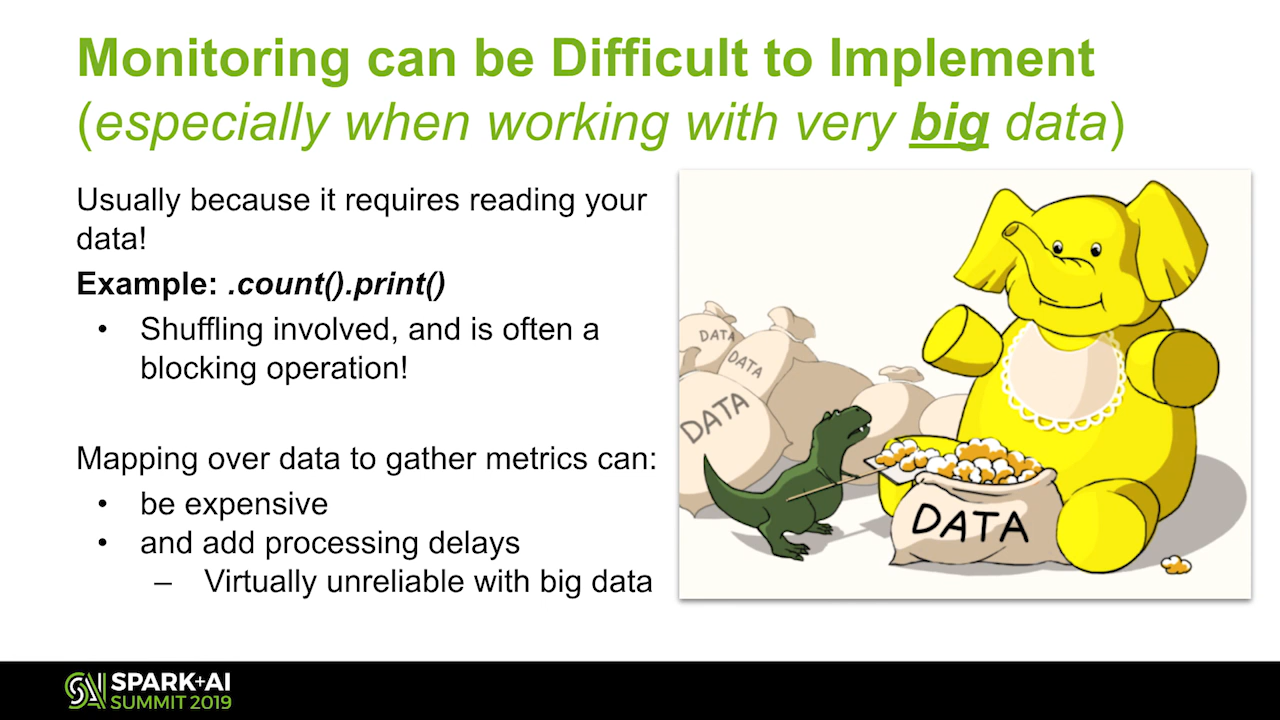 Monitoring can be Difficult to Implement
(especially when working with very big data)
Usually because it requires reading your
data!
Example: .count().print()
• Shuffling involved, and is often a
blocking operation!
Mapping over data to gather metrics can:
• be expensive
• and add processing delays
– Virtually unreliable with big data
DATA
DATA
DATA
DATA
SPARK+AI
SUMMIT 2019